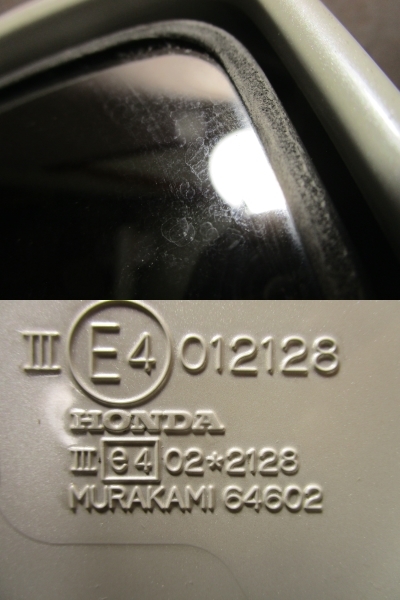 III E4 012128
HONDA
III e4 02*2128
MURAKAMI 64602